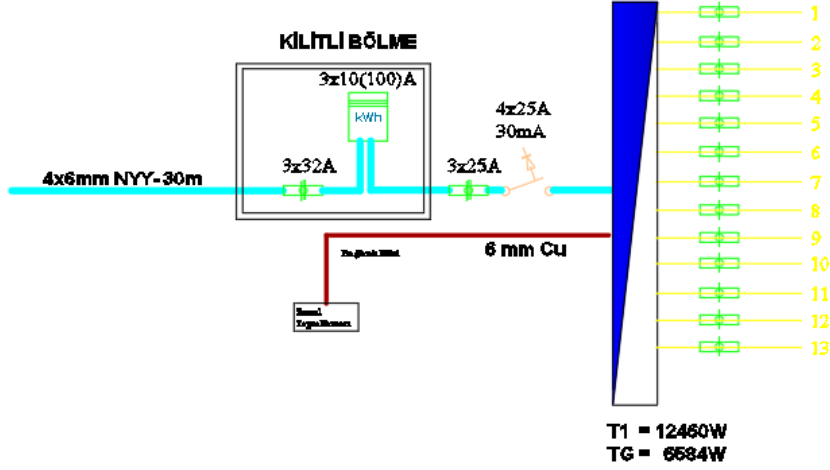 KİLİTLİ BÖLME
3x10(100)A
kWh
3x32A
4x6mm NYY-30m
3x25A
4x25A
30mA
6 mm Cu
1
2
3
4
5
6
7
8
9
10
11
12
13
T1 = 12460W
TG = 6584W